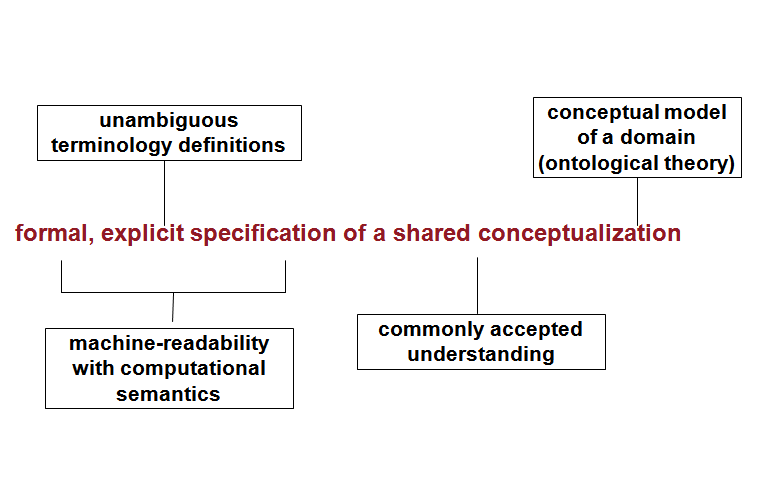 unambiguous
terminology definitions
conceptual model
of a domain
(ontological theory)
formal, explicit specification of a shared conceptualization
machine-readability
with computational
semantics
commonly accepted
understanding